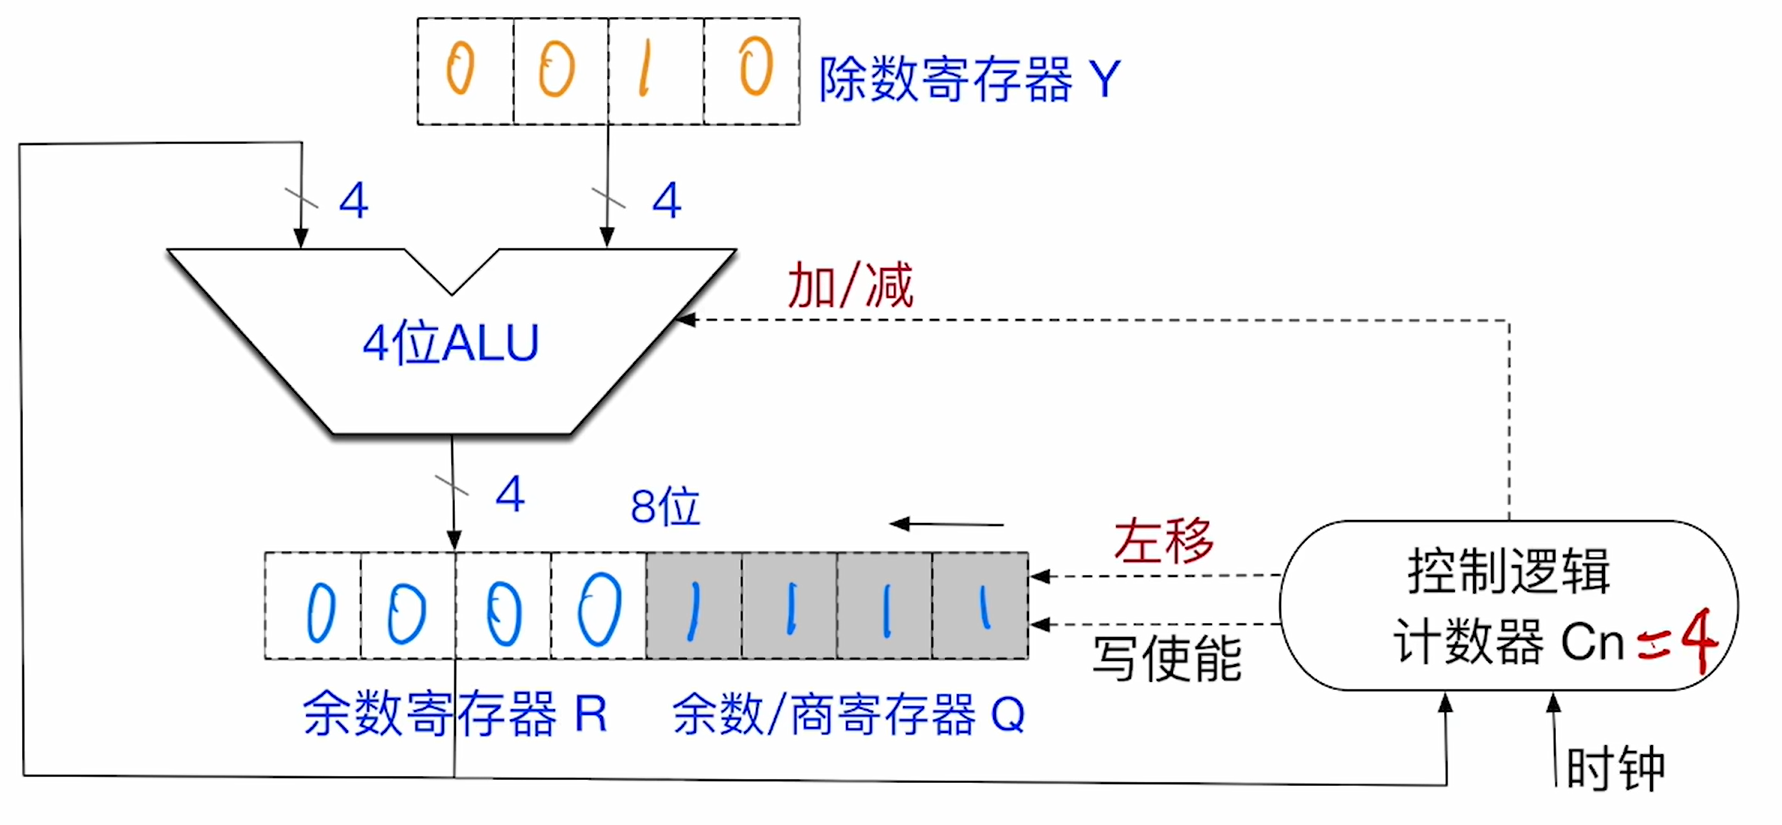 0 0 1 0
除数寄存器 Y
4
4
加/减
4位ALU
4
8位
左移
控制逻辑
计数器 Cn=4
0 0 0 0 1 1 1 1
写使能
余数寄存器 R
余数/商寄存器 Q
时钟